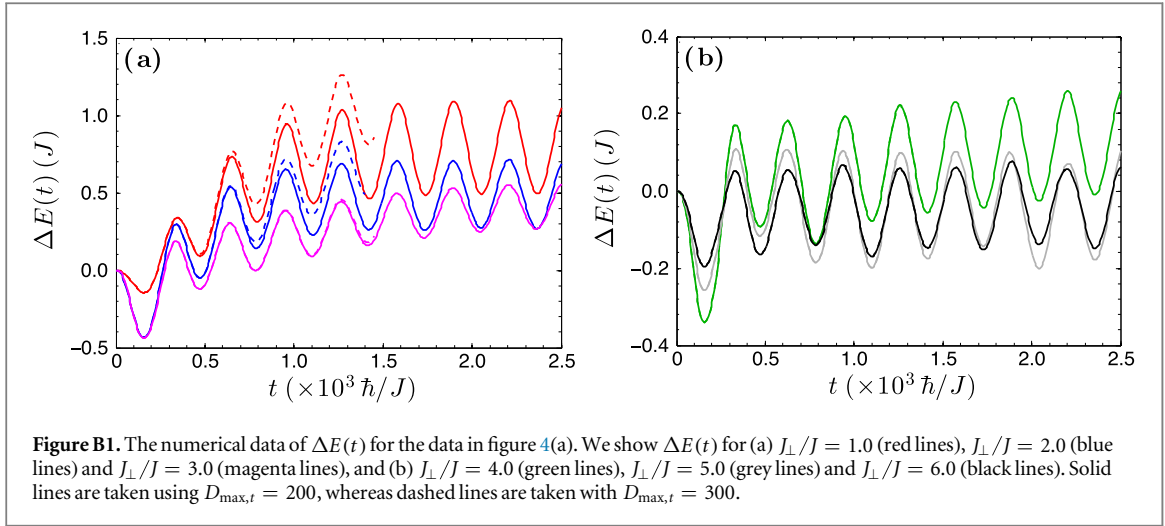 (a)
1.5
1.0
0.5
0.0
−0.5
ΔE(t) (J)
0 0.5 1.0 1.5 2.0 2.5
t (×10³ ħ/J)
(b)
0.4
0.2
0.0
−0.2
−0.4
ΔE(t) (J)
0 0.5 1.0 1.5 2.0 2.5
t (×10³ ħ/J)
Figure B1. The numerical data of ΔE(t) for the data in figure 4(a). We show ΔE(t) for (a) J⊥/J = 1.0 (red lines), J⊥/J = 2.0 (blue
lines) and J⊥/J = 3.0 (magenta lines), and (b) J⊥/J = 4.0 (green lines), J⊥/J = 5.0 (grey lines) and J⊥/J = 6.0 (black lines). Solid
lines are taken using Dmax,t = 200, whereas dashed lines are taken with Dmax,t = 300.